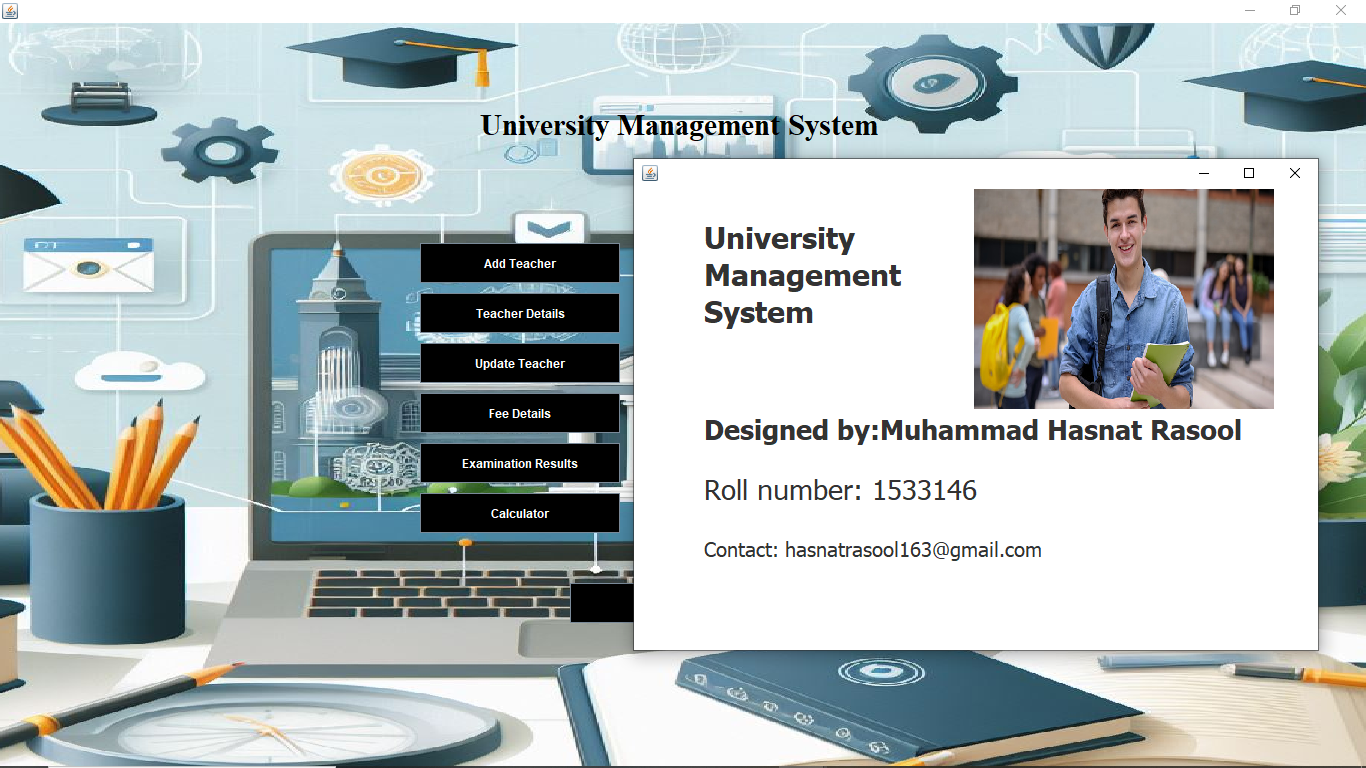 University Management System
Add Teacher
Teacher Details
Update Teacher
Fee Details
Examination Results
Calculator
University
Management
System
Designed by:Muhammad Hasnat Rasool
Roll number: 1533146
Contact: hasnatrasool163@gmail.com